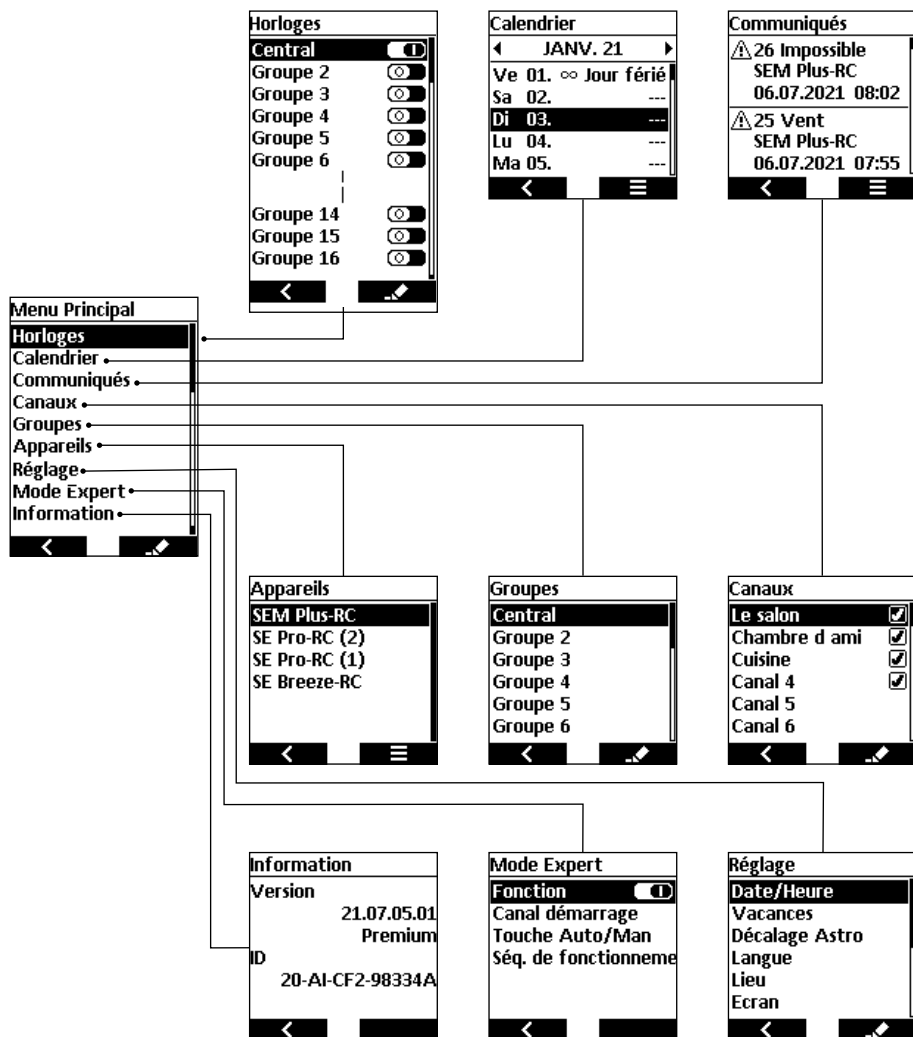 Horloges
Central
Groupe 2
Groupe 3
Groupe 4
Groupe 5
Groupe 6
Groupe 14
Groupe 15
Groupe 16
Calendrier
JANV. 21
Ve 01. ∞ Jour férié
Sa 02. ---
Di 03. ---
Lu 04. ---
Ma 05. ---
Communiqués
26 Impossible
SEM Plus-RC
06.07.2021 08:02
25 Vent
SEM Plus-RC
06.07.2021 07:55
Menu Principal
Horloges
Calendrier
Communiqués
Canaux
Groupes
Appareils
Réglage
Mode Expert
Information
Appareils
SEM Plus-RC
SE Pro-RC (2)
SE Pro-RC (1)
SE Breeze-RC
Groupes
Central
Groupe 2
Groupe 3
Groupe 4
Groupe 5
Groupe 6
Canaux
Le salon
Chambre d ami
Cuisine
Canal 4
Canal 5
Canal 6
Information
Version
21.07.05.01
Premium
ID
20-AI-CF2-98334A
Mode Expert
Fonction
Canal démarrage
Touche Auto/Man
Séq. de fonctionneme
Réglage
Date/Heure
Vacances
Décalage Astro
Langue
Lieu
Ecran